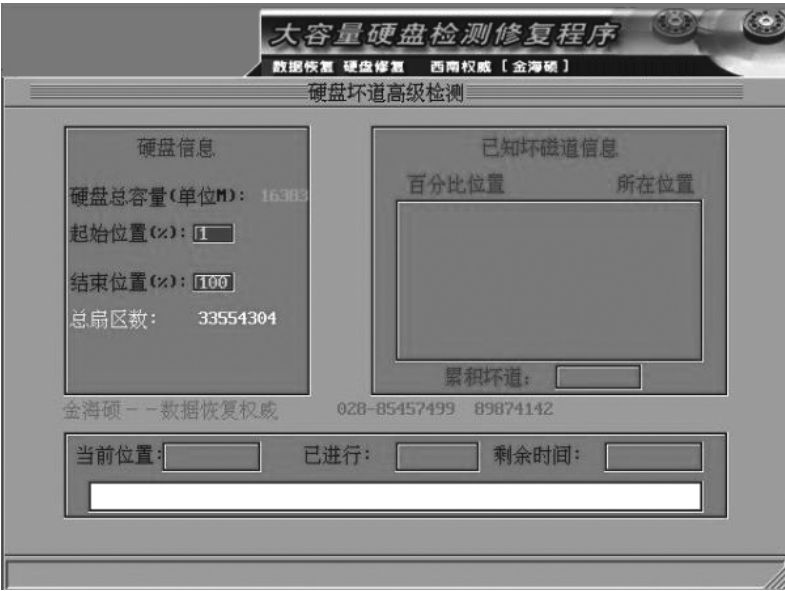 大容量硬盘检测修复程序
数据恢复 硬盘修复 西南权威［金海硕］
硬盘坏道高级检测
硬盘信息
硬盘总容量(单位M): 16383
起始位置(%): 1
结束位置(%): 100
总扇区数: 33554304
已知坏磁道信息
百分比位置 所在位置
累积坏道:
金海硕--数据恢复权威 028-85457499 89874142
当前位置: 已进行: 剩余时间: